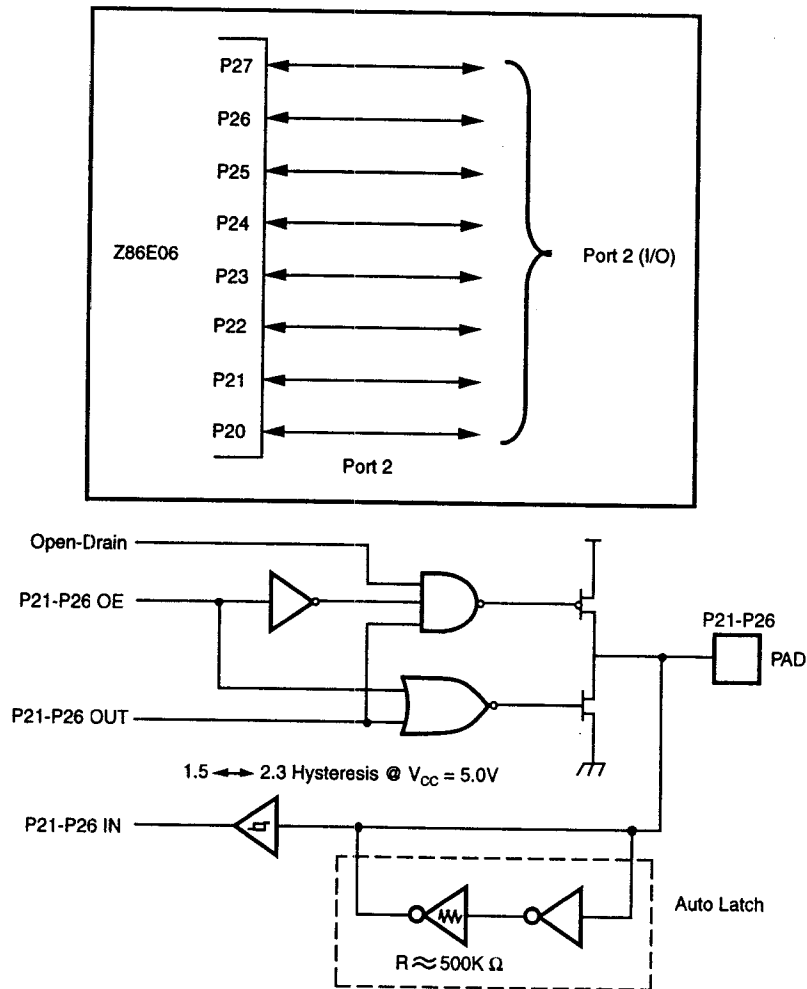 P27
P26
P25
P24
Z86E06
Port 2 (I/O)
P23
P22
P21
P20
Port 2
Open-Drain
P21-P26 OE
P21-P26
PAD
P21-P26 OUT
1.5 ↔ 2.3 Hysteresis @ VCC = 5.0V
P21-P26 IN
Auto Latch
R ≈ 500K Ω